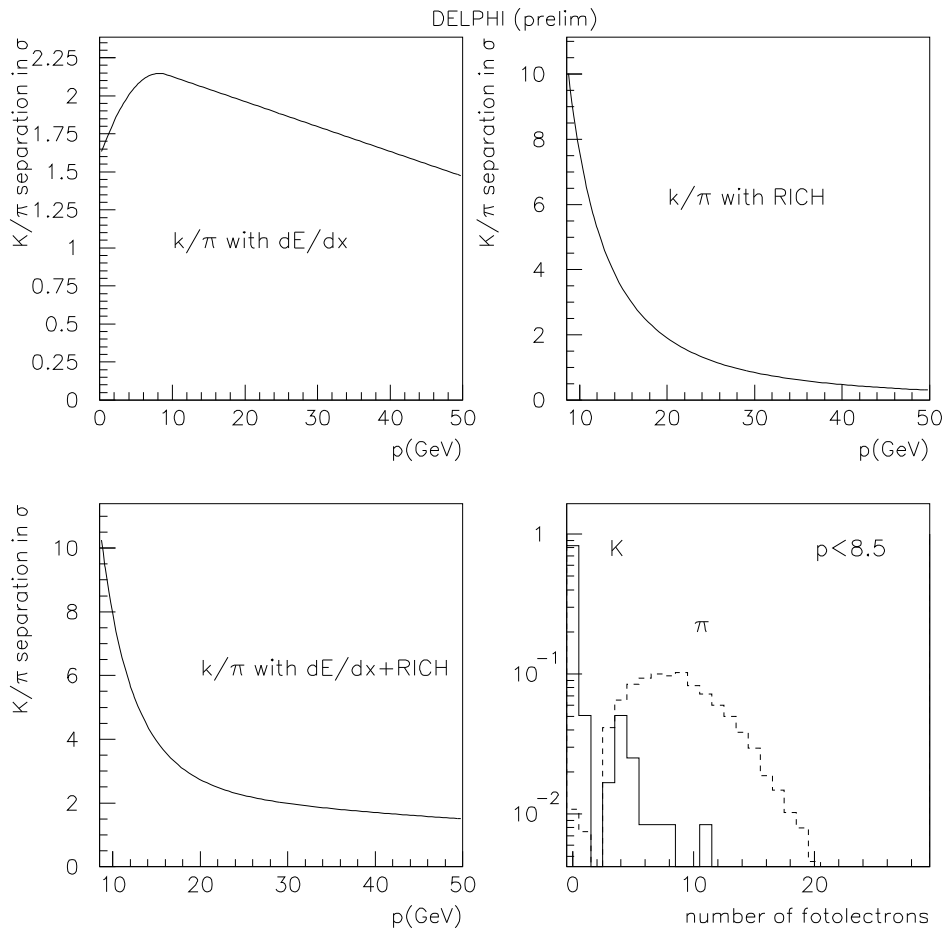 DELPHI (prelim)
K/π separation in σ
2.25
2
1.75
1.5
1.25
1
0.75
0.5
0.25
0
k/π with dE/dx
0 10 20 30 40 50
p(GeV)
K/π separation in σ
10
8
6
4
2
0
k/π with RICH
10 20 30 40 50
p(GeV)
K/π separation in σ
10
8
6
4
2
0
k/π with dE/dx+RICH
10 20 30 40 50
p(GeV)
1
10⁻¹
10⁻²
K
p<8.5
π
0 10 20
number of fotolectrons